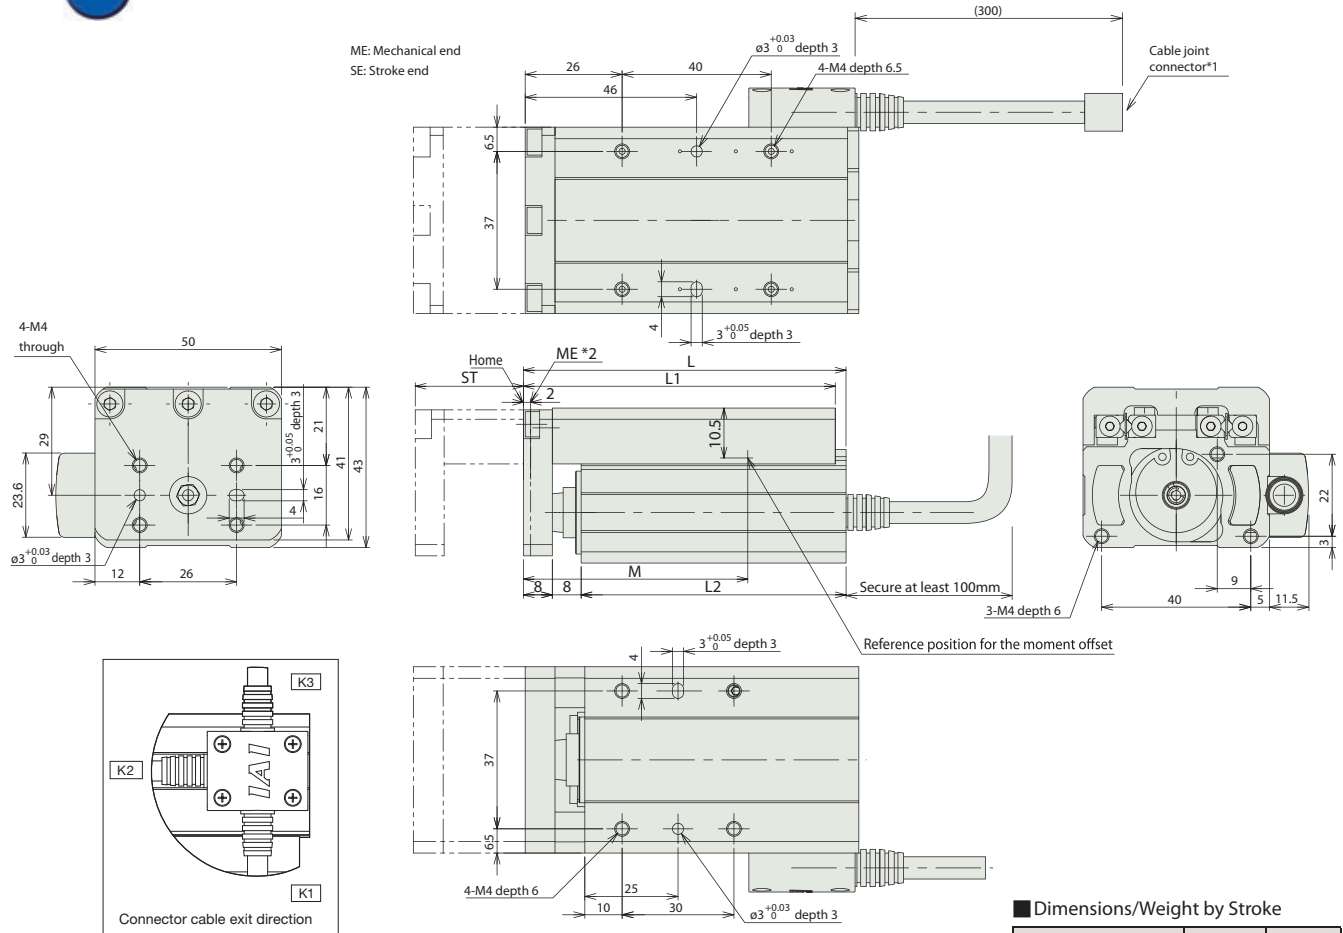 (300)
ME: Mechanical end
SE: Stroke end
ø3 +0.03 0 depth 3
4-M4 depth 6.5
Cable joint
connector*1
26
40
46
6.5
37
4
3 +0.05 0 depth 3
4-M4
through
50
29
23.6
3 +0.05 0 depth 3
21
16
41
43
4
ø3 +0.03 0 depth 3
12
26
Home
ME *2
ST
L
L1
2
10.5
M
8
8
L2
Secure at least 100mm
Reference position for the moment offset
22
3
9
40
5
11.5
3-M4 depth 6
3 +0.05 0 depth 3
4
37
6.5
4-M4 depth 6
25
10
30
ø3 +0.03 0 depth 3
K3
IAI
K2
K1
Connector cable exit direction
■Dimensions/Weight by Stroke